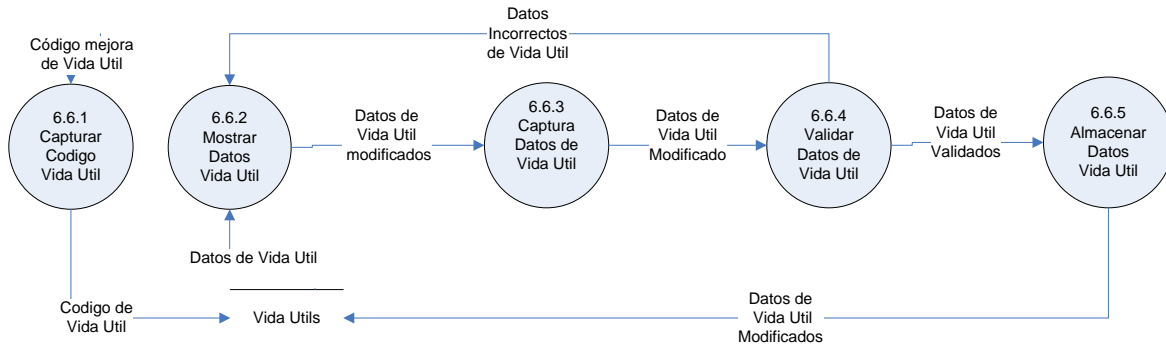 Datos
Incorrectos
de Vida Util
Código mejora
de Vida Util
6.6.1
Capturar
Codigo
Vida Util
6.6.2
Mostrar
Datos
Vida Util
Datos de
Vida Util
modificados
6.6.3
Captura
Datos de
Vida Util
Datos de
Vida Util
Modificado
6.6.4
Validar
Datos de
Vida Util
Datos de
Vida Util
Validados
6.6.5
Almacenar
Datos
Vida Util
Datos de Vida Util
Codigo de
Vida Util
Vida Utils
Datos de
Vida Util
Modificados